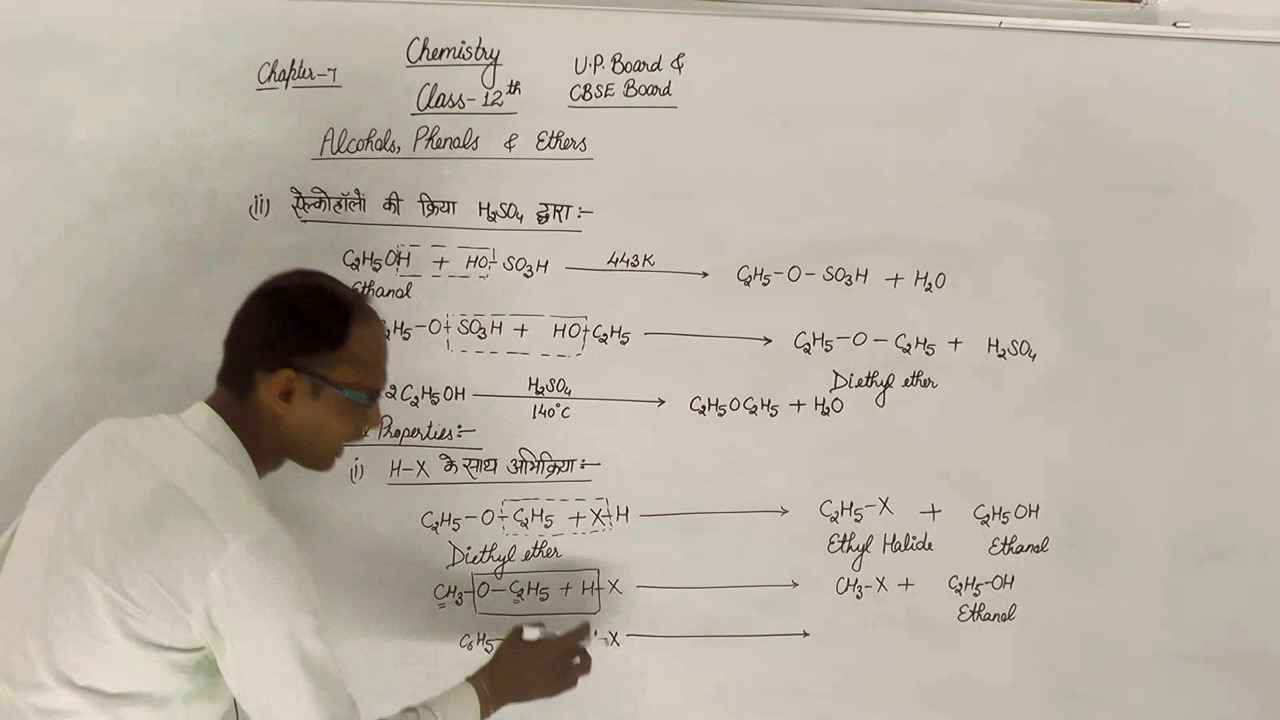 Chapter-7
Chemistry
Class-12th
U.P. Board &
CBSE Board
Alcohals, Phenals & Ethers
(ii) ऐल्कोहॉलों की क्रिया H₂SO₄ द्वारा :-
C₂H₅OH + HO-SO₃H 443K C₂H₅-O-SO₃H + H₂O
Ethanol
H₅-O-SO₃H + HO-C₂H₅ C₂H₅-O-C₂H₅ + H₂SO₄
Diethyl ether
2C₂H₅OH H₂SO₄ 140°C C₂H₅OC₂H₅ + H₂O
Properties:-
(i) H-X के साथ अभिक्रिया :-
C₂H₅-O-C₂H₅ + X-H C₂H₅-X + C₂H₅OH
Diethyl ether Ethyl Halide Ethanol
CH₃-O-C₂H₅ + H-X CH₃-X + C₂H₅-OH
Ethanol
C₆H₅- -X